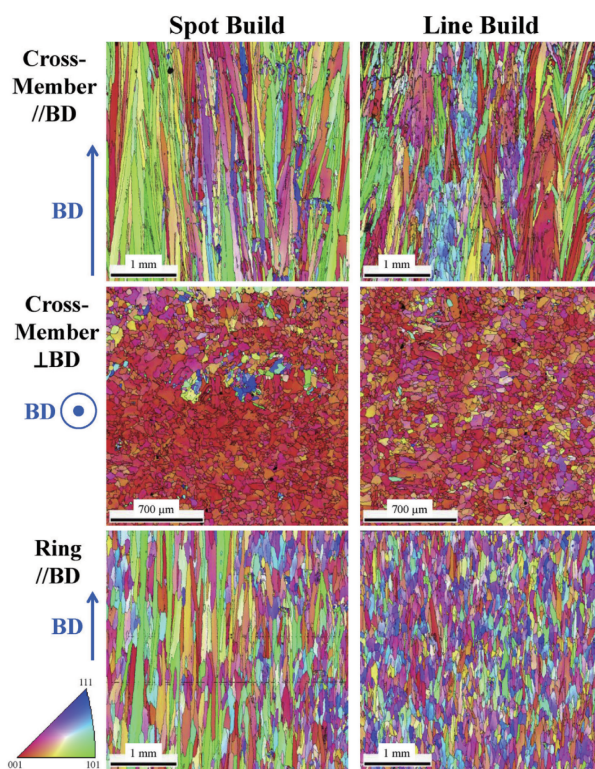 Spot Build
Line Build
Cross-
Member
//BD
BD
1 mm
1 mm
Cross-
Member
⊥BD
BD
700 µm
700 µm
Ring
//BD
BD
111
001
101
1 mm
1 mm